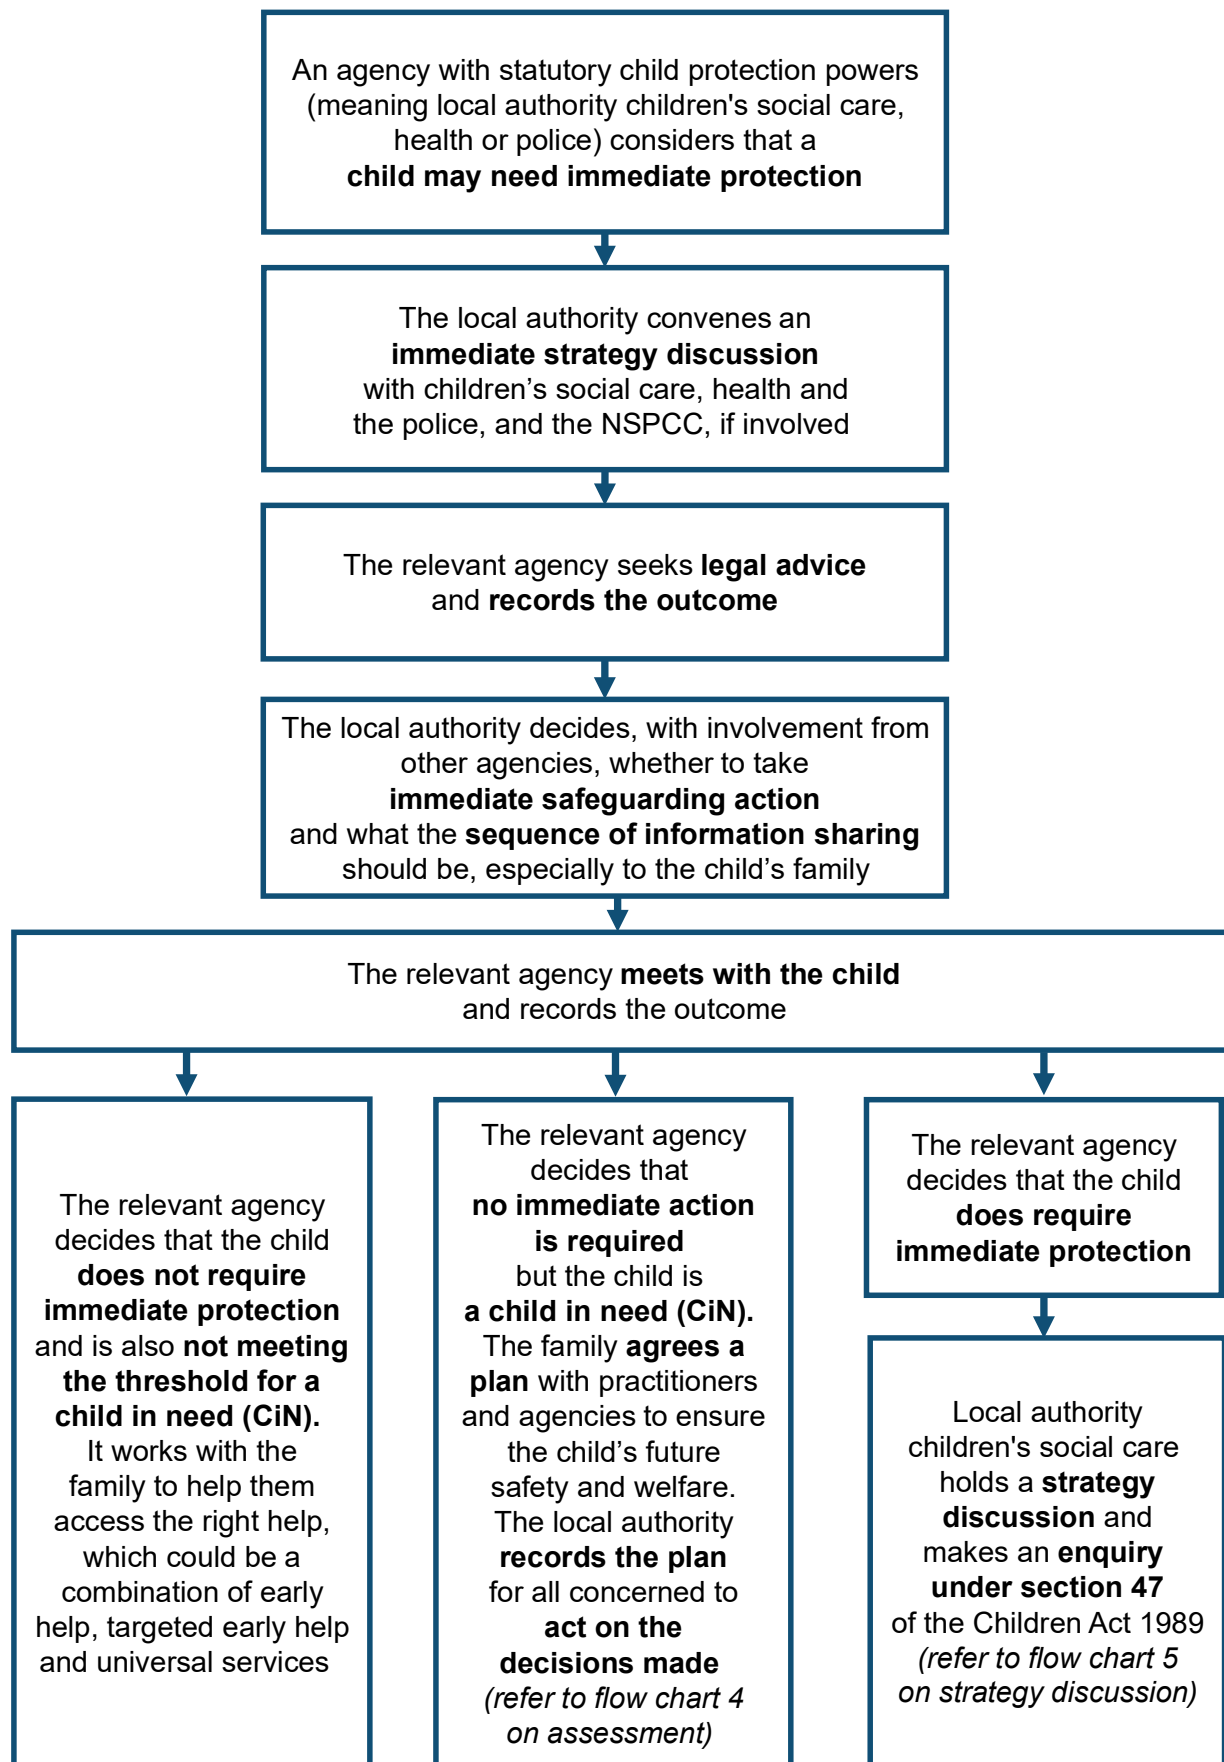 An agency with statutory child protection powers
(meaning local authority children's social care,
health or police) considers that a
child may need immediate protection
The local authority convenes an
immediate strategy discussion
with children’s social care, health and
the police, and the NSPCC, if involved
The relevant agency seeks legal advice
and records the outcome
The local authority decides, with involvement from
other agencies, whether to take
immediate safeguarding action
and what the sequence of information sharing
should be, especially to the child’s family
The relevant agency meets with the child
and records the outcome
The relevant agency
decides that the child
does not require
immediate protection
and is also not meeting
the threshold for a
child in need (CiN).
It works with the
family to help them
access the right help,
which could be a
combination of early
help, targeted early help
and universal services
The relevant agency
decides that
no immediate action
is required
but the child is
a child in need (CiN).
The family agrees a
plan with practitioners
and agencies to ensure
the child’s future
safety and welfare.
The local authority
records the plan
for all concerned to
act on the
decisions made
(refer to flow chart 4
on assessment)
The relevant agency
decides that the child
does require
immediate protection
Local authority
children's social care
holds a strategy
discussion and
makes an enquiry
under section 47
of the Children Act 1989
(refer to flow chart 5
on strategy discussion)